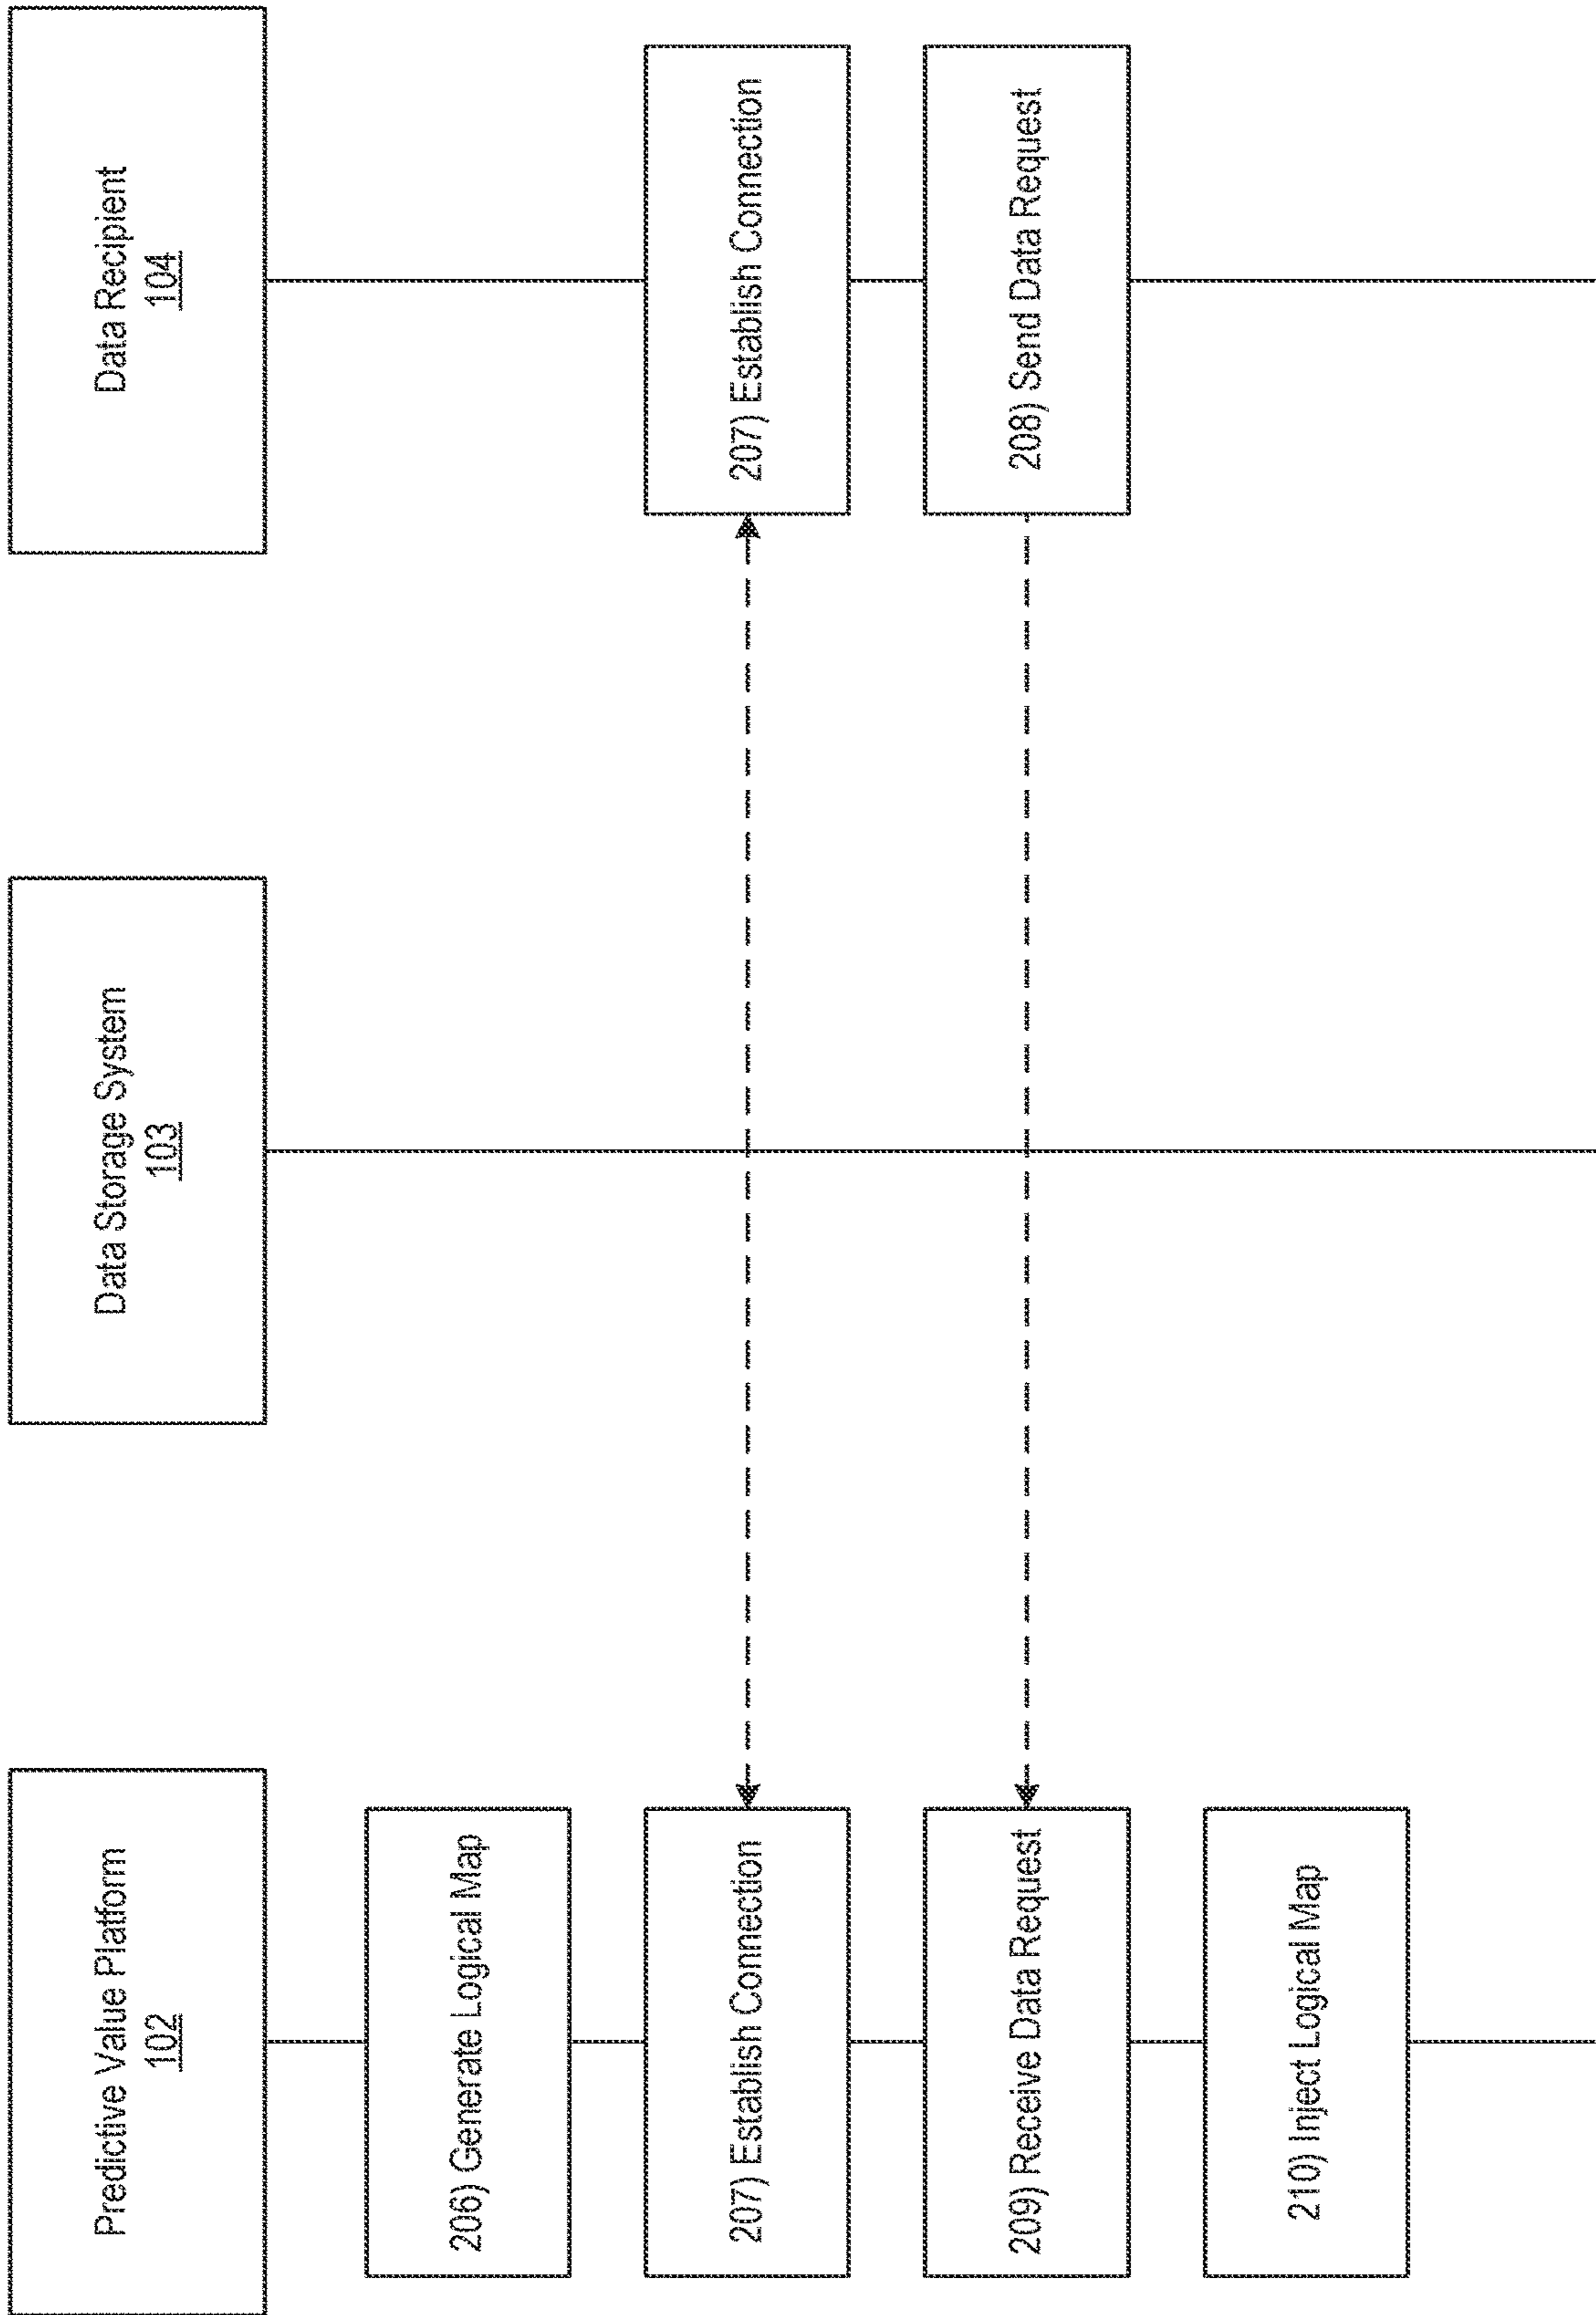 Predictive Value Platform
102
Data Storage System
103
Data Recipient
104
206) Generate Logical Map
207) Establish Connection
207) Establish Connection
209) Receive Data Request
208) Send Data Request
210) Inject Logical Map